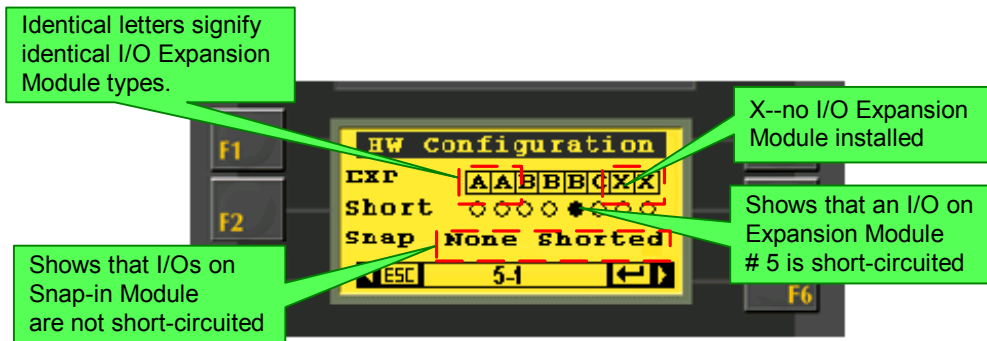 Identical letters signify
identical I/O Expansion
Module types.
X--no I/O Expansion
Module installed
F1
HW Configuration
EXP AABBBCXX
F2
Short
Snap None Shorted
Shows that an I/O on
Expansion Module
# 5 is short-circuited
Shows that I/Os on
Snap-in Module
are not short-circuited
ESC 5-1
F6